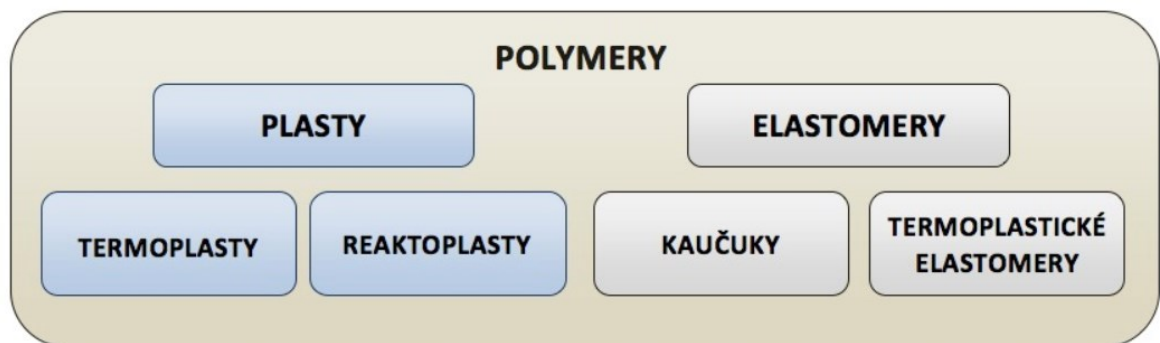 POLYMERY
PLASTY
ELASTOMERY
TERMOPLASTY
REAKTOPLASTY
KAUČUKY
TERMOPLASTICKÉ
ELASTOMERY